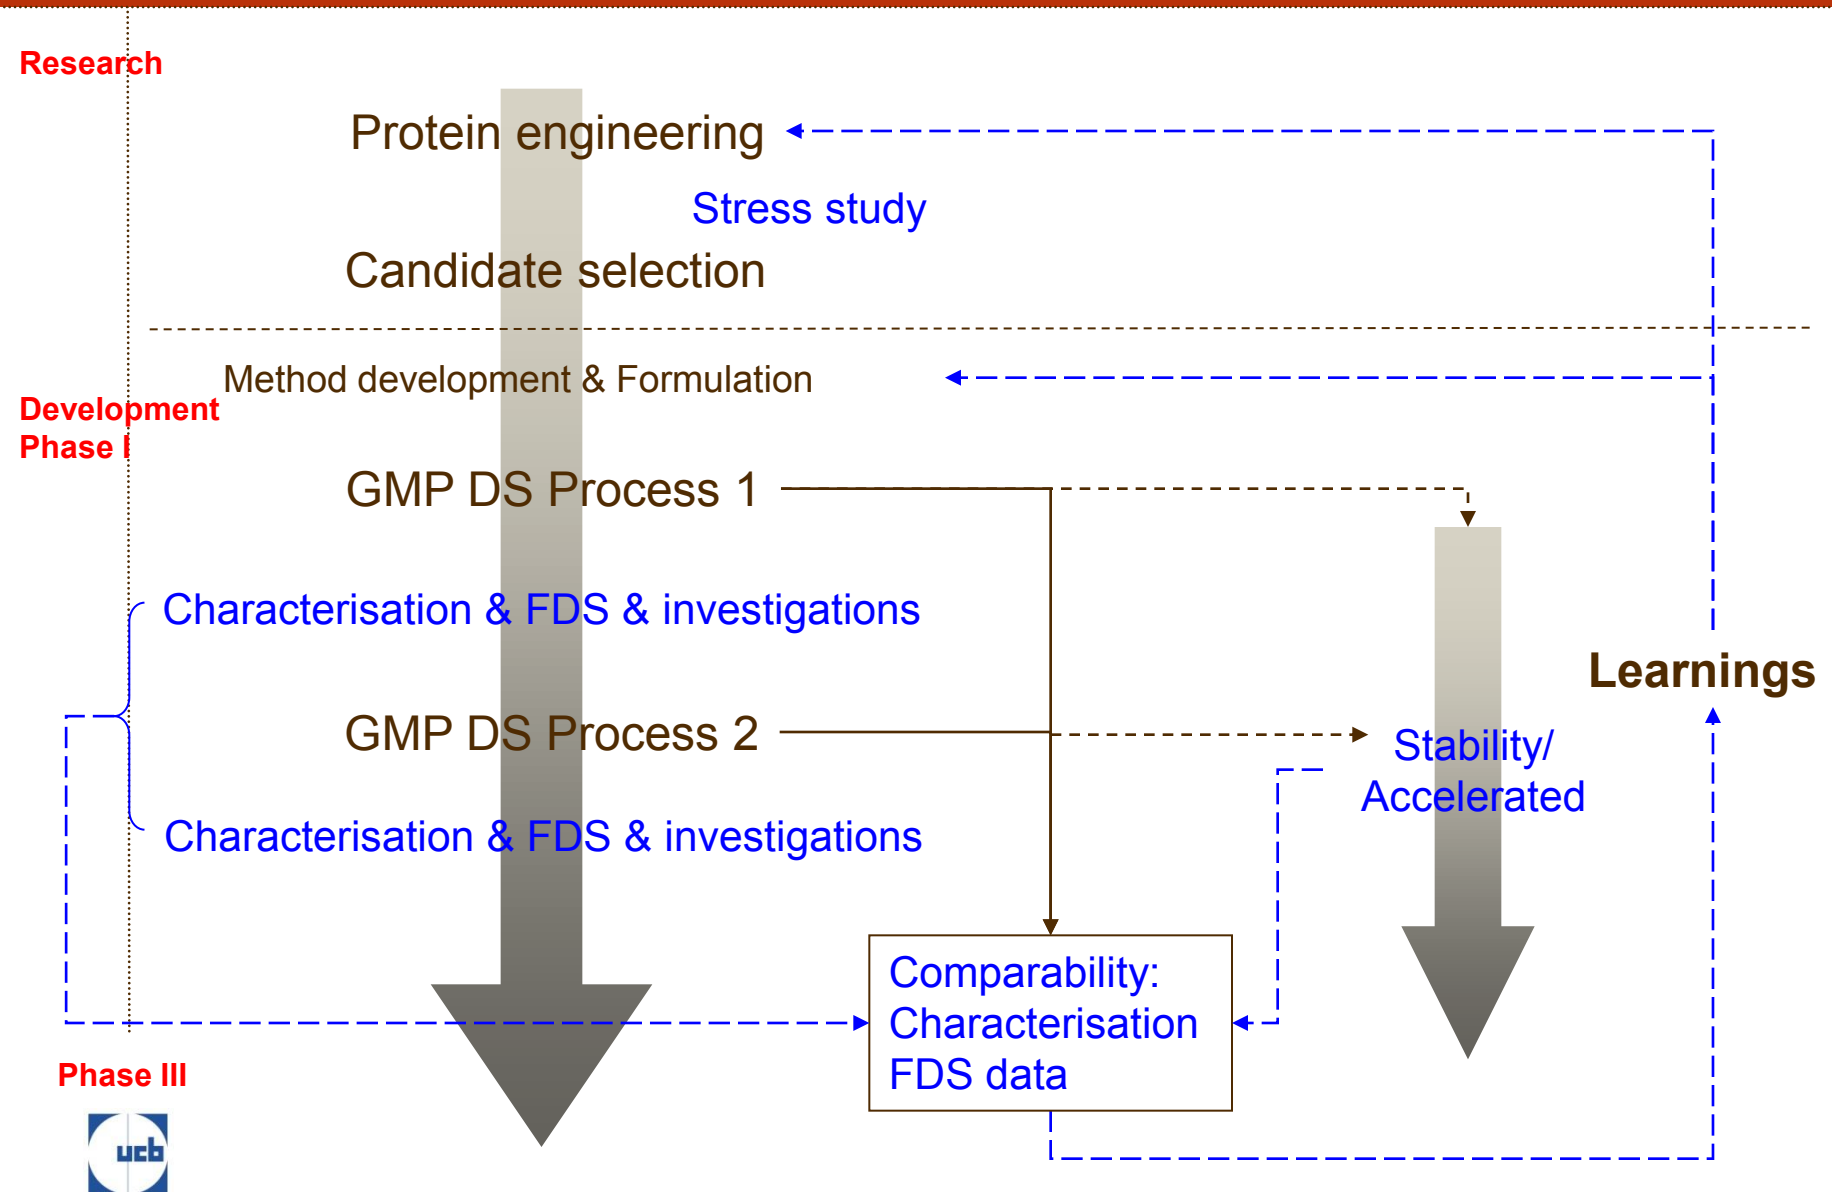 Research
Protein engineering
Stress study
Candidate selection
Method development & Formulation
Development
Phase I
GMP DS Process 1
Characterisation & FDS & investigations
Learnings
GMP DS Process 2
Stability/
Accelerated
Characterisation & FDS & investigations
Comparability:
Characterisation
FDS data
Phase III
ucb